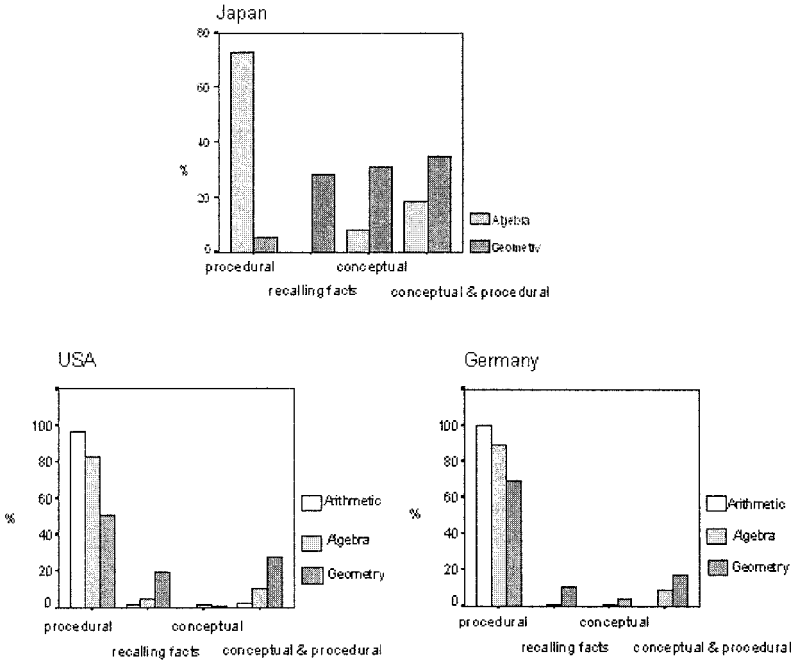 Japan
80
60
40
20
0
%
Algebra
Geometry
procedural conceptual
recalling facts conceptual & procedural
USA
100
80
60
40
20
0
%
Arithmetic
Algebra
Geometry
procedural conceptual
recalling facts conceptual & procedural
Germany
100
80
60
40
20
0
%
Arithmetic
Algebra
Geometry
procedural conceptual
recalling facts conceptual & procedural